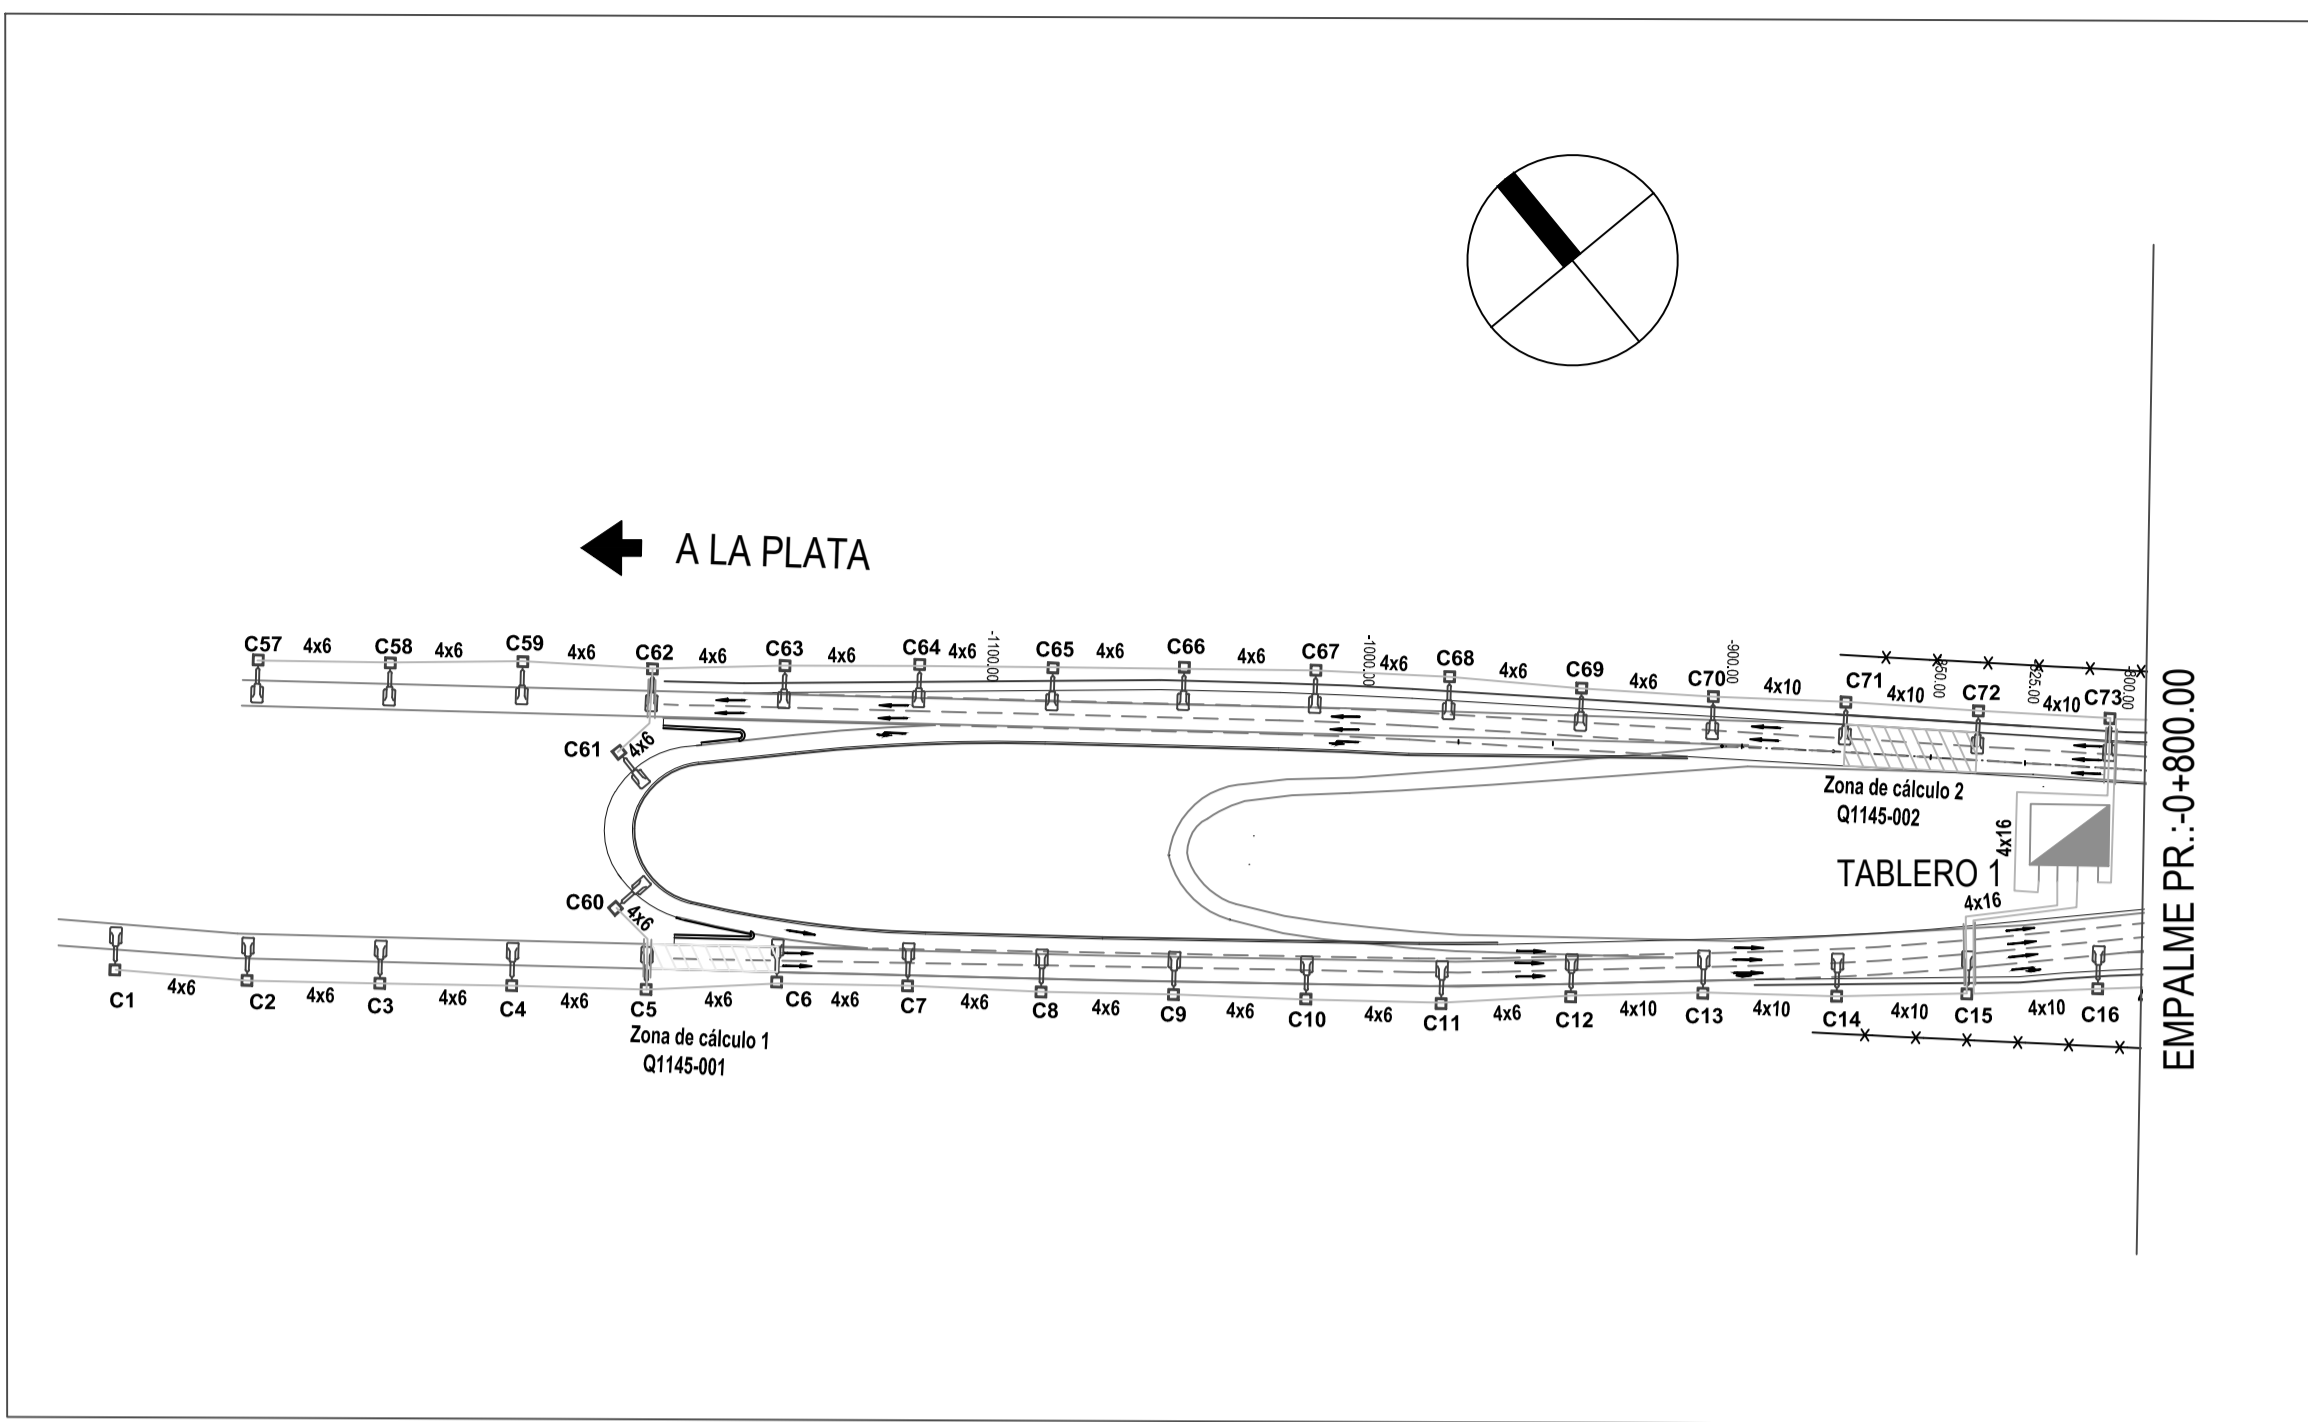 A LA PLATA
C57 4x6 C58 4x6 C59 4x6 C62 4x6 C63 4x6 C64 4x6 -1100.00 C65 4x6 C66 4x6 C67 -1000.00 4x6 C68 4x6 C69 4x6 C70 -900.00 4x10 C71 4x10 C72 4x10 C73
C61 4x6
Zona de cálculo 2
Q1145-002
4x16
TABLERO 1
4x16
C60 4x6
C1 4x6 C2 4x6 C3 4x6 C4 4x6 C5 4x6 C6 4x6 C7 4x6 C8 4x6 C9 4x6 C10 4x6 C11 4x6 C12 4x10 C13 4x10 C14 4x10 C15 4x10 C16
Zona de cálculo 1
Q1145-001
EMPALME PR.:-0+800.00